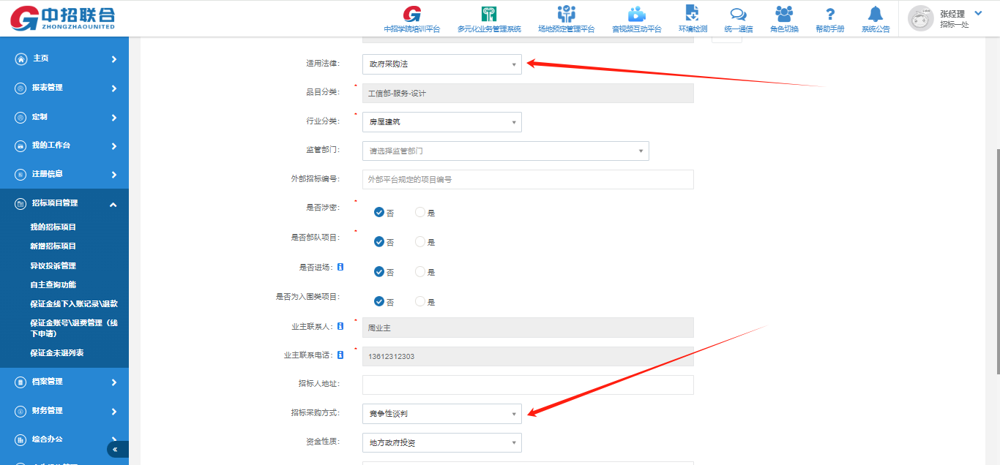 中招联合
ZHONGZHAOUNITED
中招学院培训平台
多元化业务管理系统
场地预定管理平台
音视频互动平台
环境检测
统一通信
角色切换
帮助手册
系统公告
张经理
招标一处
主页
报表管理
定制
我的工作台
注册信息
招标项目管理
我的招标项目
新增招标项目
异议投诉管理
自主查询功能
保证金线下入账记录\退款
保证金账号\退费管理（线
下申请）
保证金未退列表
档案管理
财务管理
综合办公
适用法律： 政府采购法
品目分类： 工信部-服务-设计
行业分类： 房屋建筑
监管部门： 请选择监管部门
外部招标编号： 外部平台规定的项目编号
是否涉密： 否 是
是否部队项目： 否 是
是否进场： 否 是
是否为入围类项目： 否 是
业主联系人： 周业主
业主联系电话： 13612312303
招标人地址：
招标采购方式： 竞争性谈判
资金性质： 地方政府投资